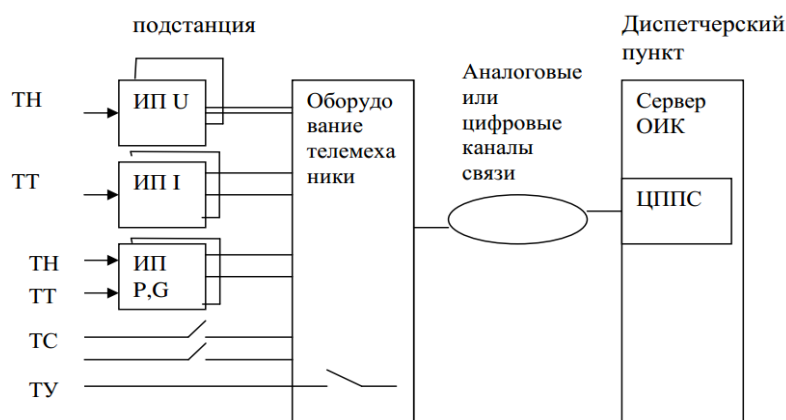 подстанция
Диспетчерский
пункт
ТН
ИП U
ТТ
ИП I
ТН
ТТ
ИП
P,G
ТС
ТУ
Оборудо
вание
телемеха
ники
Аналоговые
или
цифровые
каналы
связи
Сервер
ОИК
ЦППС